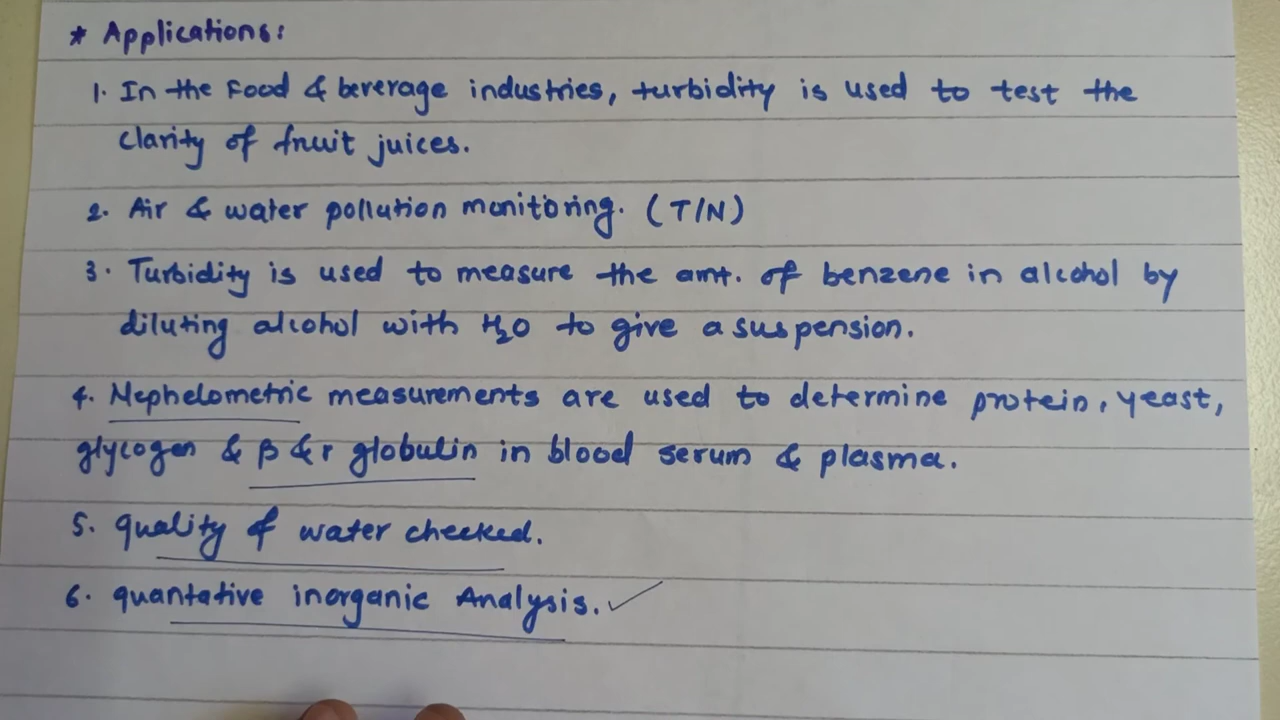 * Applications:
1. In the Food & beverage industries, turbidity is used to test the
clarity of fruit juices.
2. Air & water pollution monitoring. (T/N)
3. Turbidity is used to measure the amt. of benzene in alcohol by
diluting alcohol with H₂O to give a suspension.
4. Nephelometric measurements are used to determine protein, yeast,
glycogen & β & r globulin in blood serum & plasma.
5. quality of water checked.
6. quantative inorganic Analysis. ✓